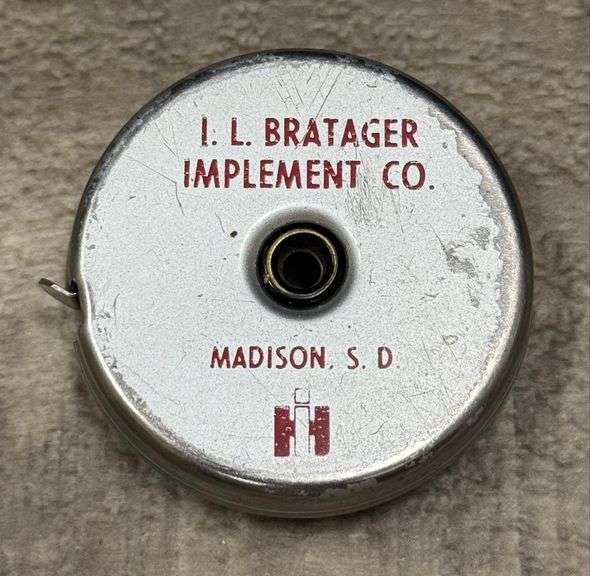 I. L. BRATAGER
IMPLEMENT CO.
MADISON, S. D.
IH